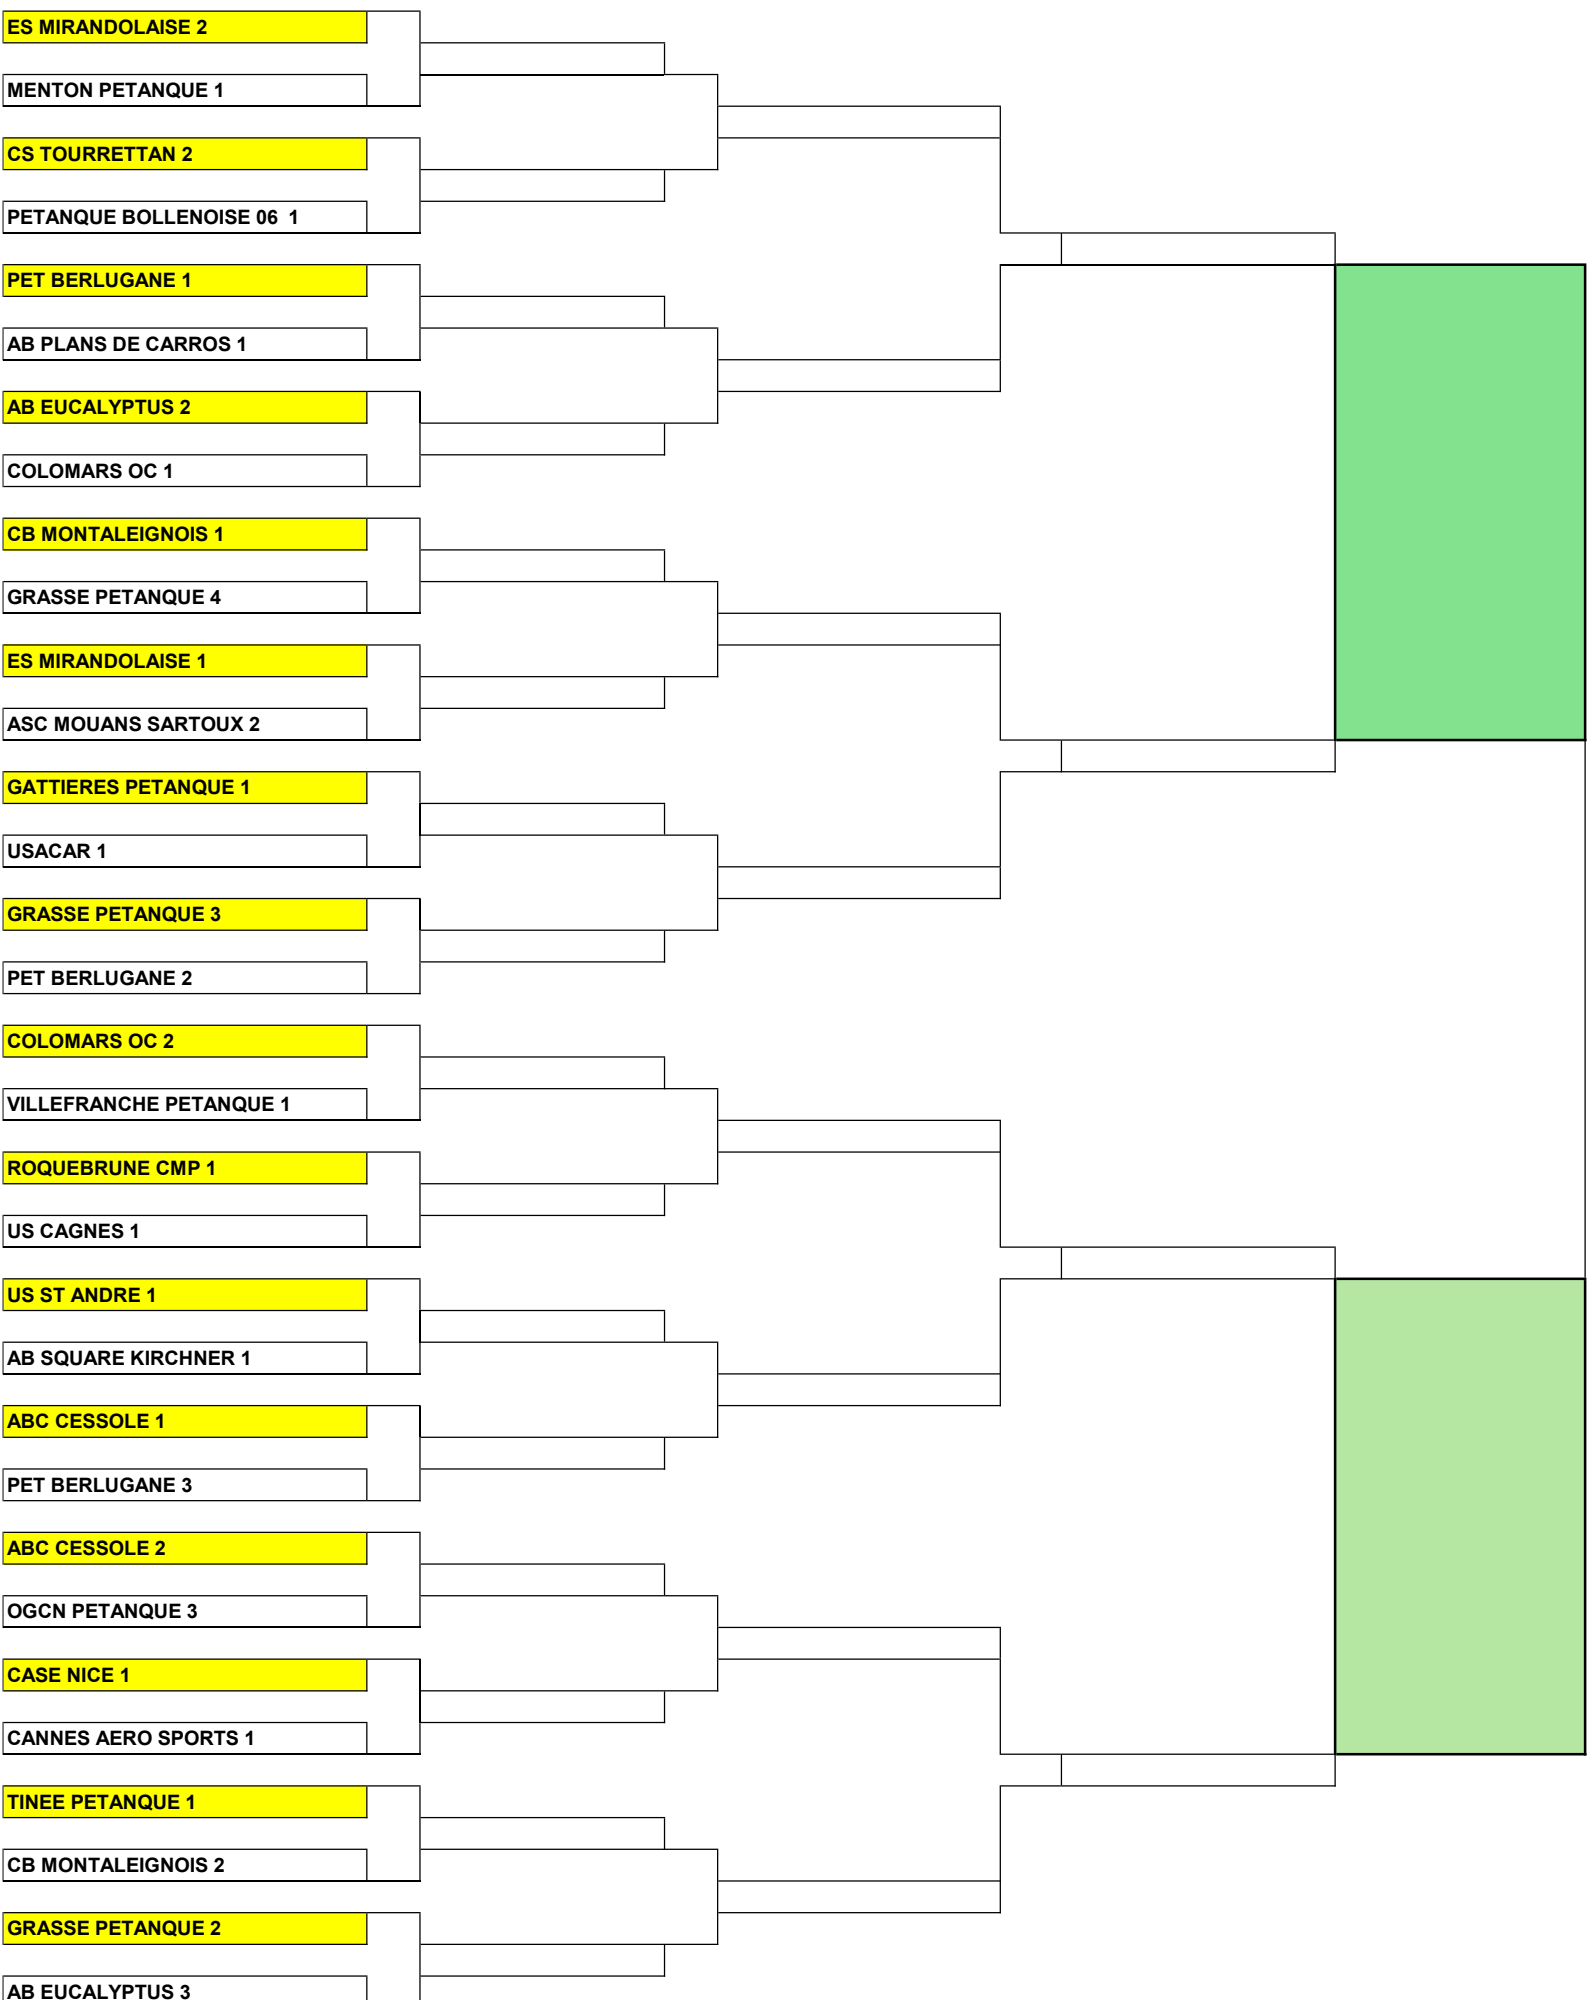 ES MIRANDOLAISE 2
MENTON PETANQUE 1
CS TOURRETTAN 2
PETANQUE BOLLENOISE 06  1
PET BERLUGANE 1
AB PLANS DE CARROS 1
AB EUCALYPTUS 2
COLOMARS OC 1
CB MONTALEIGNOIS 1
GRASSE PETANQUE 4
ES MIRANDOLAISE 1
ASC MOUANS SARTOUX 2
GATTIERES PETANQUE 1
USACAR 1
GRASSE PETANQUE 3
PET BERLUGANE 2
COLOMARS OC 2
VILLEFRANCHE PETANQUE 1
ROQUEBRUNE CMP 1
US CAGNES 1
US ST ANDRE 1
AB SQUARE KIRCHNER 1
ABC CESSOLE 1
PET BERLUGANE 3
ABC CESSOLE 2
OGCN PETANQUE 3
CASE NICE 1
CANNES AERO SPORTS 1
TINEE PETANQUE 1
CB MONTALEIGNOIS 2
GRASSE PETANQUE 2
AB EUCALYPTUS 3